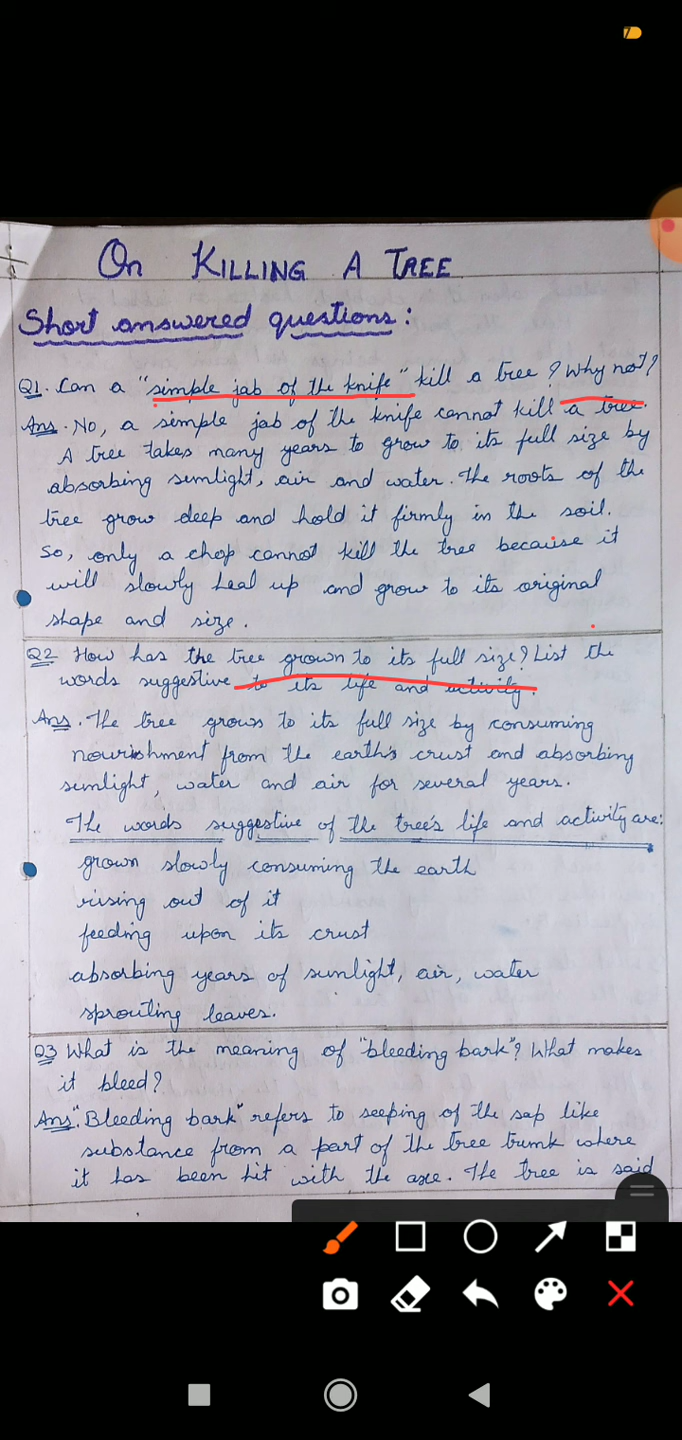 On KILLING A TREE
Short answered questions:
Q1. Can a "simple jab of the knife" kill a tree? Why not?
Ans. No, a simple jab of the knife cannot kill a tree.
A tree takes many years to grow to its full size by
absorbing sunlight, air and water. The roots of the
tree grow deep and hold it firmly in the soil.
So, only a chop cannot kill the tree because it
will slowly heal up and grow to its original
shape and size.
Q2 How has the tree grown to its full size? List the
words suggestive to its life and activity.
Ans. The tree grows to its full size by consuming
nourishment from the earth's crust and absorbing
sunlight, water and air for several years.
The words suggestive of the tree's life and activity are:
grown slowly consuming the earth
rising out of it
feeding upon its crust
absorbing years of sunlight, air, water
sprouting leaves.
Q3 What is the meaning of "bleeding bark"? What makes
it bleed?
Ans. "Bleeding bark" refers to seeping of the sap like
substance from a part of the tree trunk where
it has been hit with the axe. The tree is said